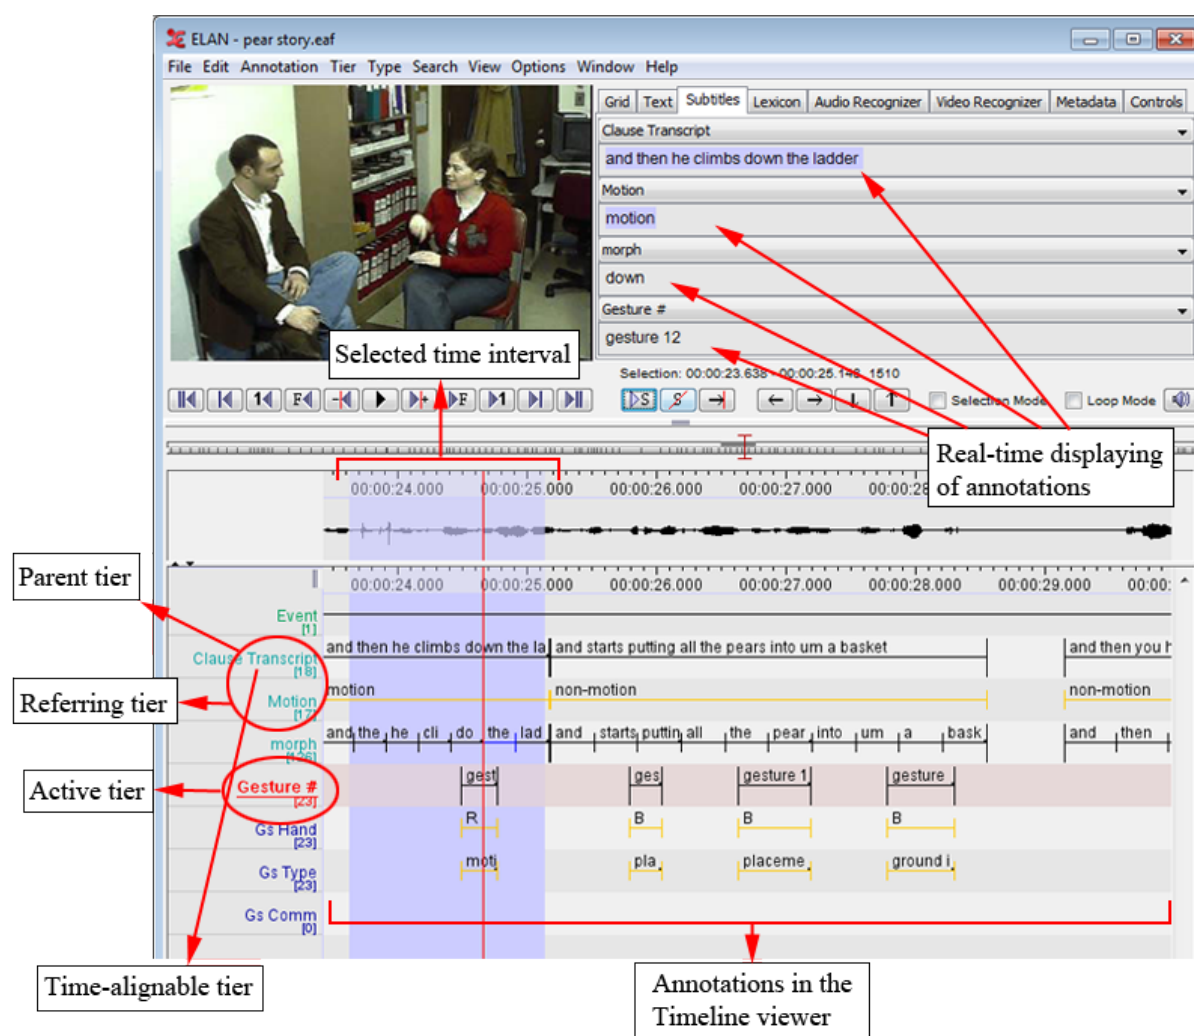 ELAN - pear story.eaf
File Edit Annotation Tier Type Search View Options Window Help
Grid Text Subtitles Lexicon Audio Recognizer Video Recognizer Metadata Controls
Clause Transcript
and then he climbs down the ladder
Motion
motion
morph
down
Gesture #
gesture 12
Selected time interval
Selection: 00:00:23.638 - 00:00:25.148 1510
1 F + F 1 S S Selection Mode Loop Mode
Real-time displaying
of annotations
00:00:24.000 00:00:25.000 00:00:26.000 00:00:27.000 00:00:28
Parent tier
00:00:24.000 00:00:25.000 00:00:26.000 00:00:27.000 00:00:28.000 00:00:29.000 00:00:
Event
[1]
Clause Transcript and then he climbs down the la and starts putting all the pears into um a basket and then you h
[18]
Referring tier
Motion motion non-motion non-motion
[17]
morph and the he cli do the lad and starts puttin all the pear into um a bask and then
[126]
Active tier
Gesture # gest ges gesture 1 gesture
[23]
Gs Hand R B B B
[23]
Gs Type moti pla placeme ground i
[23]
Gs Comm
[0]
Time-alignable tier
Annotations in the
Timeline viewer